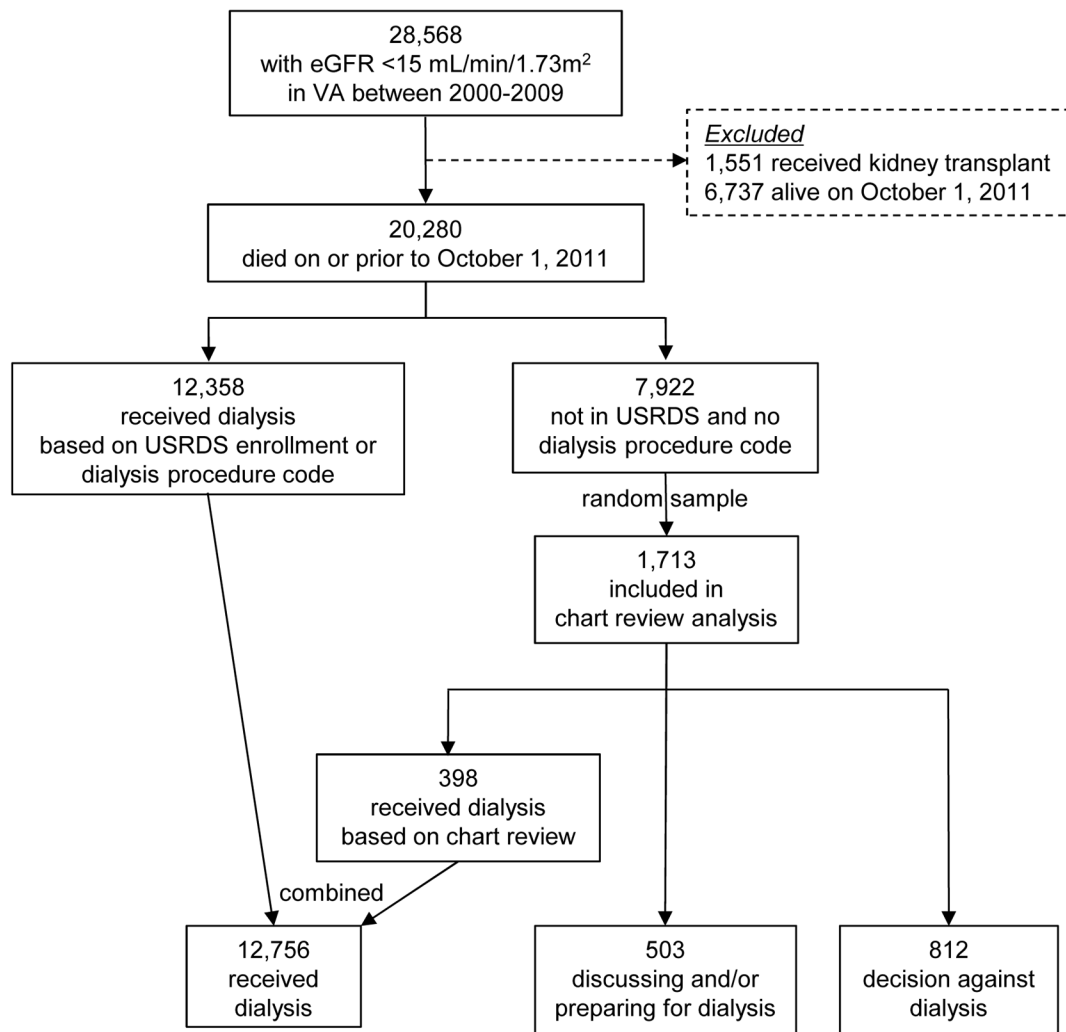 28,568
with eGFR <15 mL/min/1.73m²
in VA between 2000-2009
Excluded
1,551 received kidney transplant
6,737 alive on October 1, 2011
20,280
died on or prior to October 1, 2011
12,358
received dialysis
based on USRDS enrollment or
dialysis procedure code
7,922
not in USRDS and no
dialysis procedure code
random sample
1,713
included in
chart review analysis
398
received dialysis
based on chart review
combined
12,756
received
dialysis
503
discussing and/or
preparing for dialysis
812
decision against
dialysis